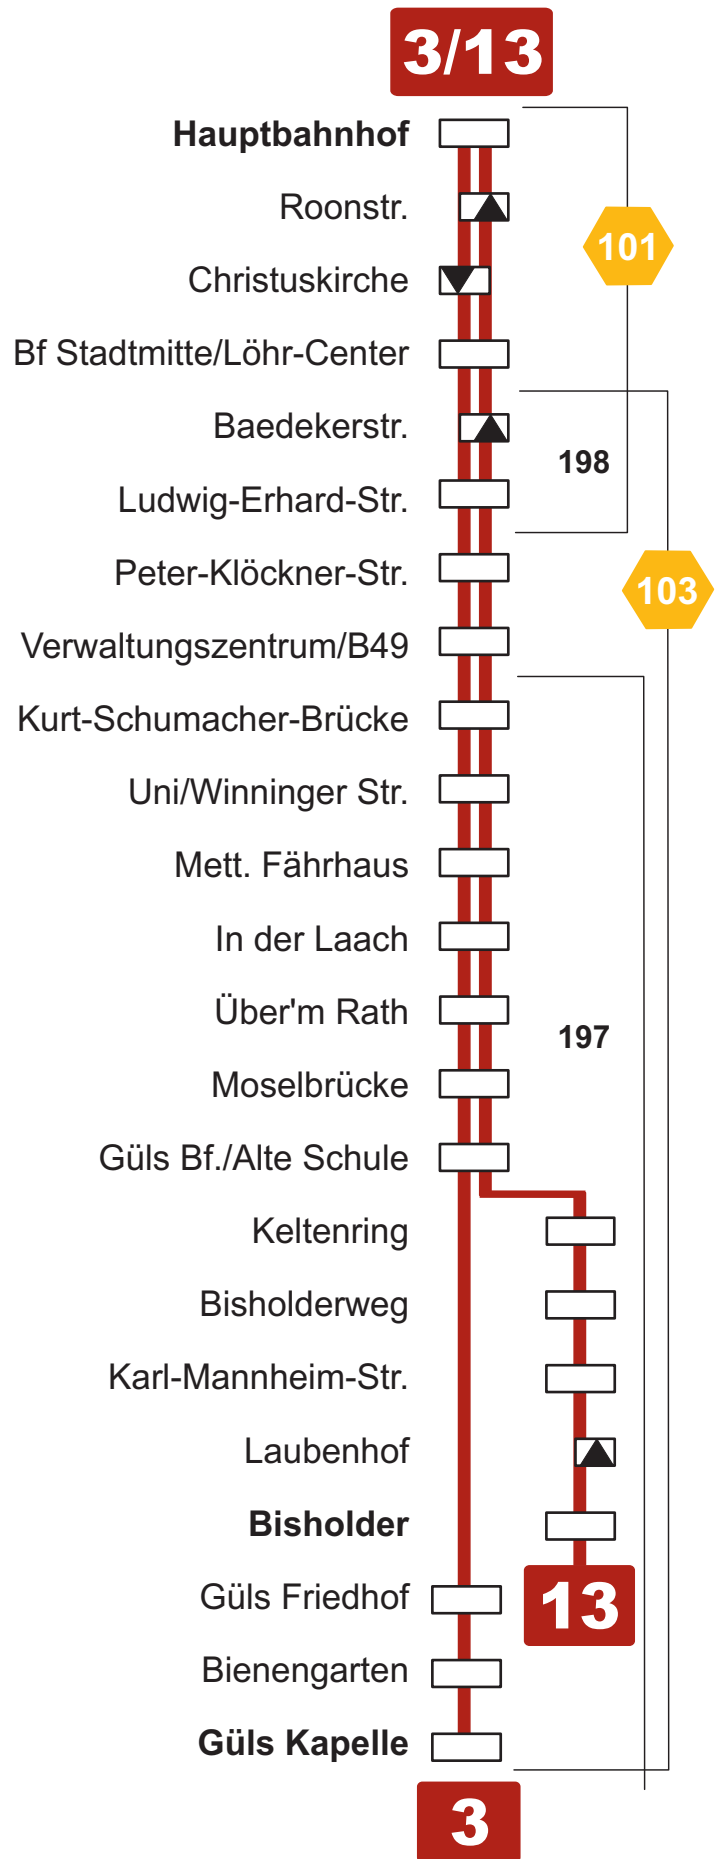 3/13
Hauptbahnhof
Roonstr.
101
Christuskirche
Bf Stadtmitte/Löhr-Center
Baedekerstr.
198
Ludwig-Erhard-Str.
Peter-Klöckner-Str.
103
Verwaltungszentrum/B49
Kurt-Schumacher-Brücke
Uni/Winninger Str.
Mett. Fährhaus
In der Laach
Über'm Rath
197
Moselbrücke
Güls Bf./Alte Schule
Keltenring
Bisholderweg
Karl-Mannheim-Str.
Laubenhof
Bisholder
Güls Friedhof
13
Bienengarten
Güls Kapelle
3